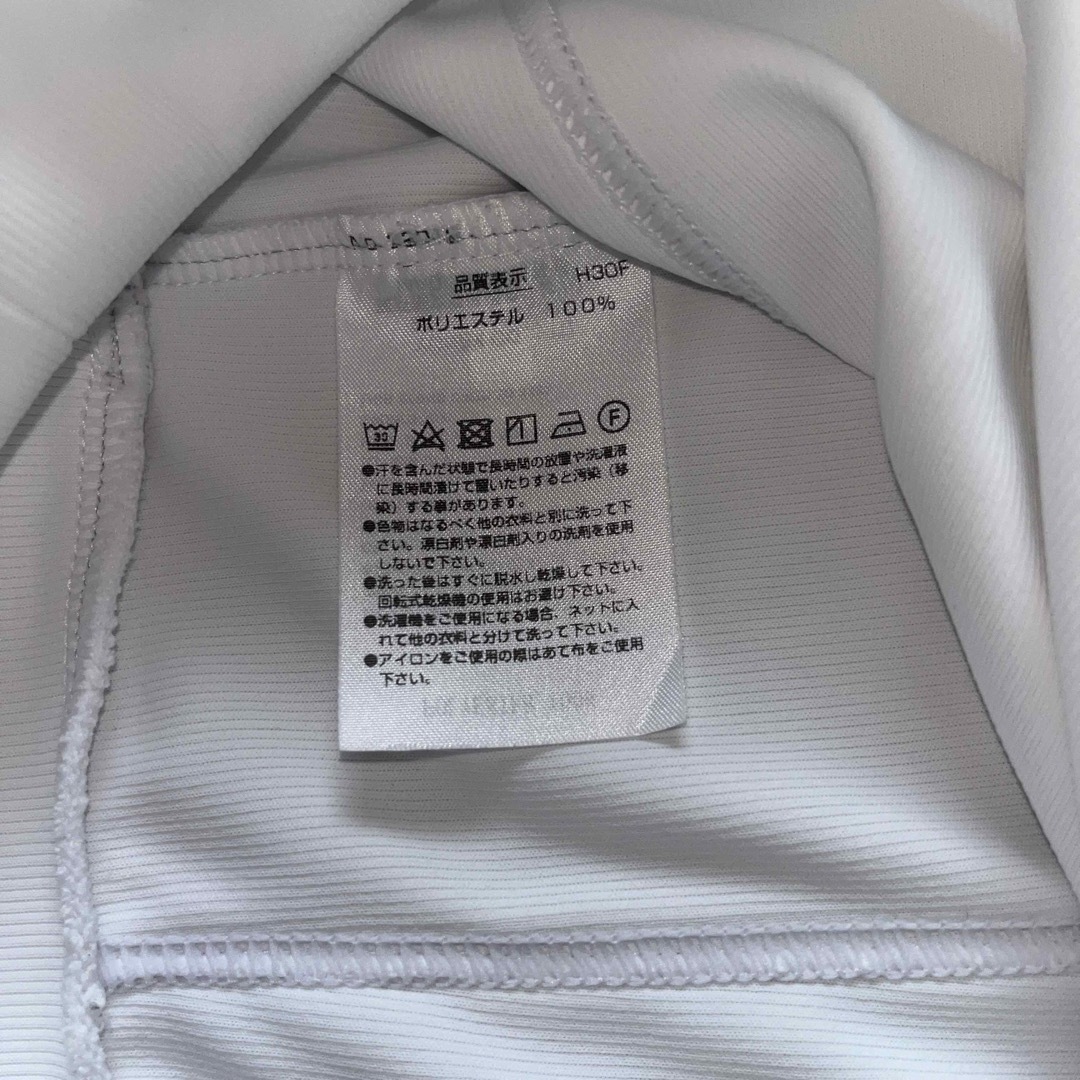 品質表示 H30F
ポリエステル 100%
30 F
●汗を含んだ状態で長時間の放置や洗濯液
に長時間漬けて置いたりすると汚染（移
染）する事があります。
●色物はなるべく他の衣料と別に洗って下
さい。漂白剤や漂白剤入りの洗剤を使用
しないで下さい。
●洗った後はすぐに脱水し乾燥して下さい。
回転式乾燥機の使用はお避け下さい。
●洗濯機をご使用になる場合 ネットに入
れて他の衣料と分けて洗って下さい。
●アイロンをご使用の際はあて布をご使用
下さい。